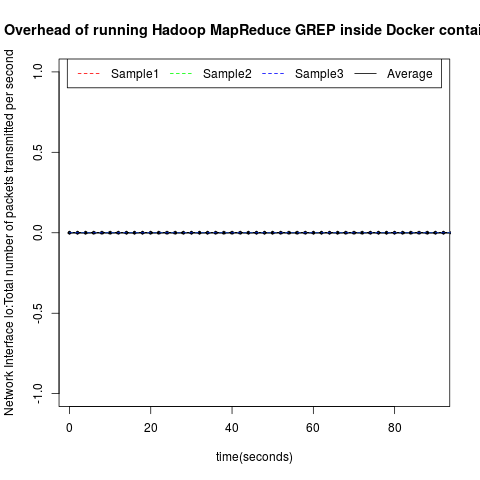 Overhead of running Hadoop MapReduce GREP inside Docker contai
Sample1 Sample2 Sample3 Average
Network Interface lo:Total number of packets transmitted per second
1.0
0.5
0.0
-0.5
-1.0
0 20 40 60 80
time(seconds)